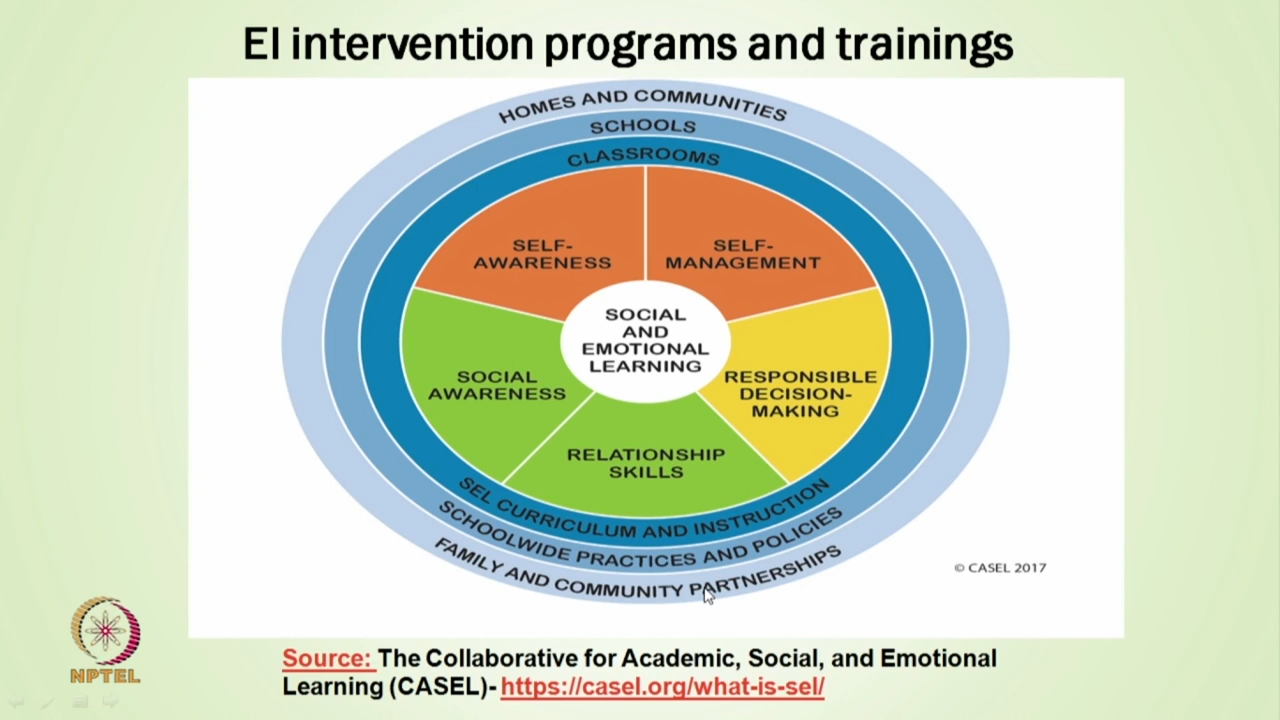 EI intervention programs and trainings
HOMES AND COMMUNITIES
SCHOOLS
CLASSROOMS
SELF-
AWARENESS
SELF-
MANAGEMENT
SOCIAL
AND
EMOTIONAL
LEARNING
SOCIAL
AWARENESS
RESPONSIBLE
DECISION-
MAKING
RELATIONSHIP
SKILLS
SEL CURRICULUM AND INSTRUCTION
SCHOOLWIDE PRACTICES AND POLICIES
FAMILY AND COMMUNITY PARTNERSHIPS
© CASEL 2017
NPTEL
Source: The Collaborative for Academic, Social, and Emotional
Learning (CASEL)- https://casel.org/what-is-sel/